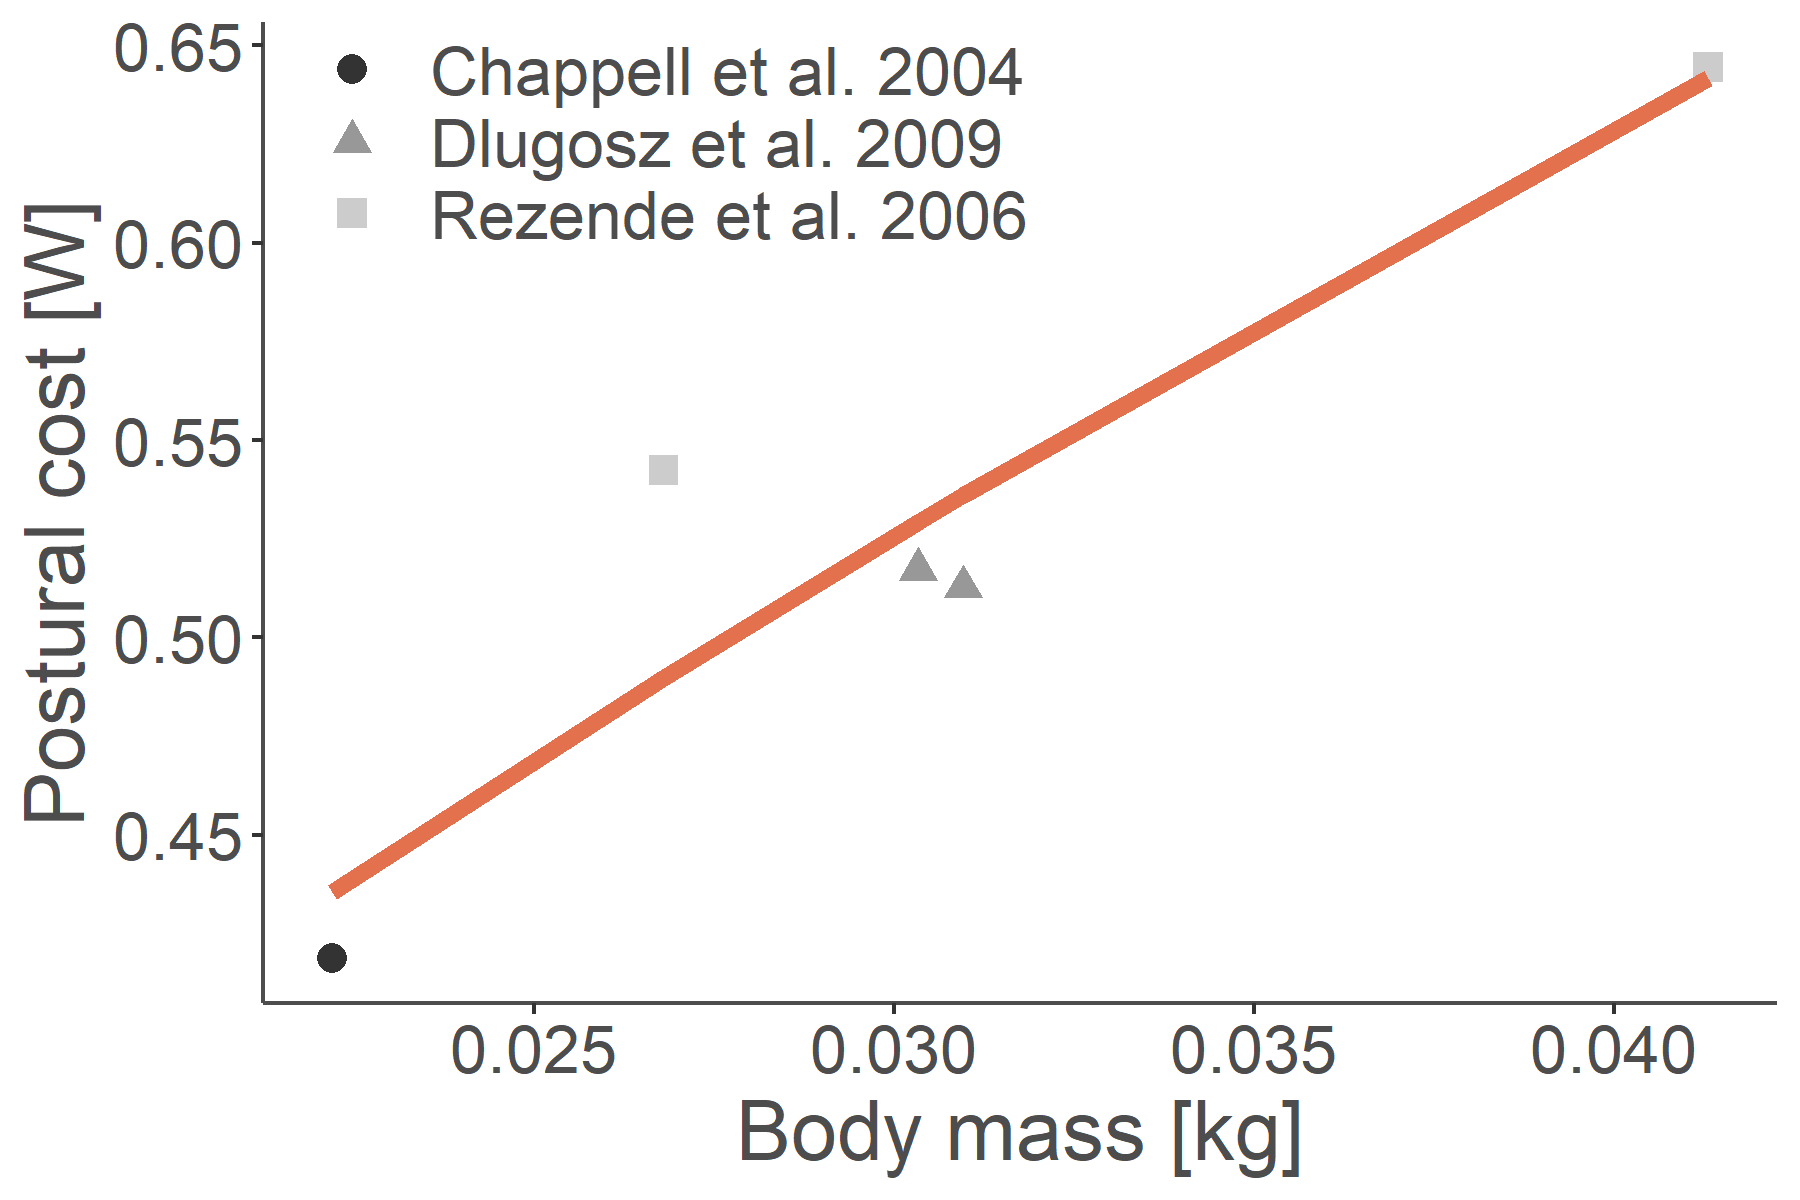 Postural cost [W]
0.65
0.60
0.55
0.50
0.45
Chappell et al. 2004
Dlugosz et al. 2009
Rezende et al. 2006
0.025
0.030
0.035
0.040
Body mass [kg]